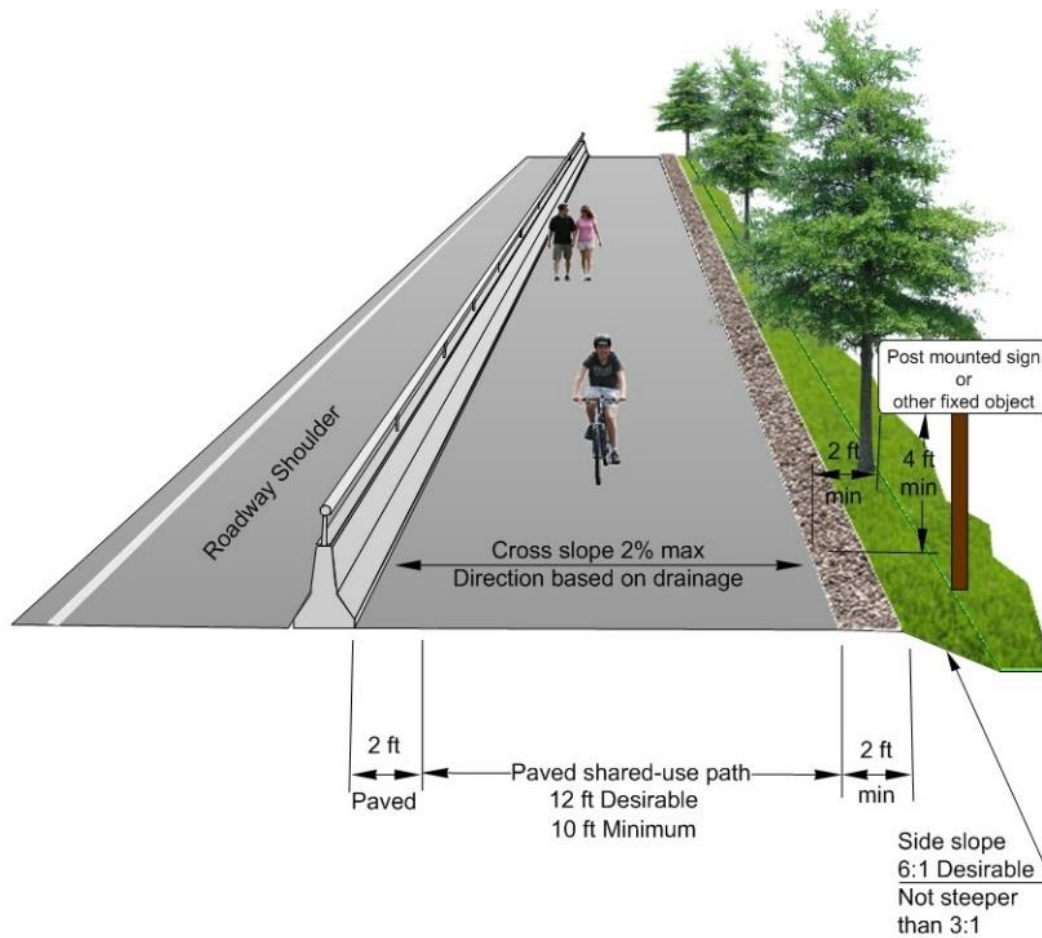 Post mounted sign
or
other fixed object
2 ft
min
4 ft
min
Roadway Shoulder
Cross slope 2% max
Direction based on drainage
2 ft
Paved
Paved shared-use path
12 ft Desirable
10 ft Minimum
2 ft
min
Side slope
6:1 Desirable
Not steeper
than 3:1